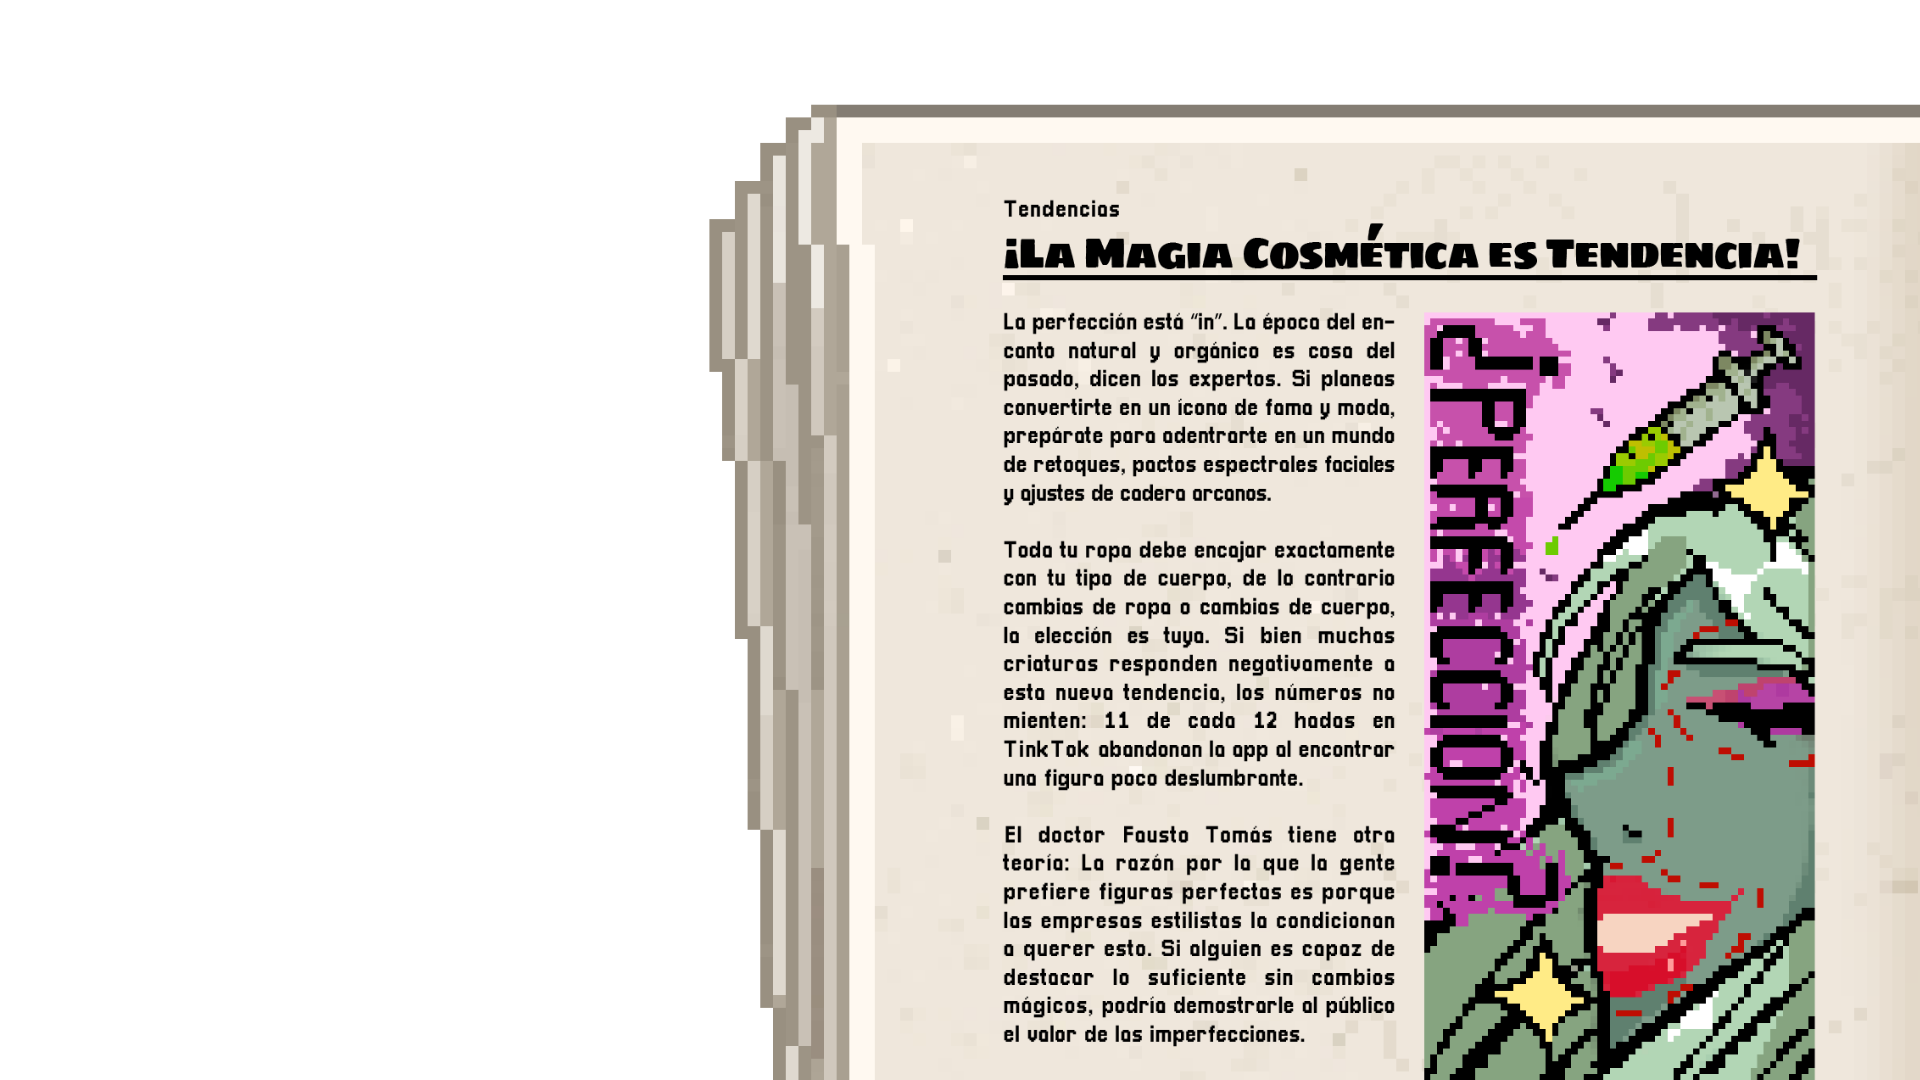 Tendencias
¡La Magia Cosmética es Tendencia!
La perfección está “in”. La época del en-
canto natural y orgánico es cosa del
pasado, dicen los expertos. Si planeas
convertirte en un ícono de fama y moda,
prepárate para adentrarte en un mundo
de retoques, pactos espectrales faciales
y ajustes de cadera arcanos.
Toda tu ropa debe encajar exactamente
con tu tipo de cuerpo, de lo contrario
cambias de ropa o cambias de cuerpo,
la elección es tuya. Si bien muchas
criaturas responden negativamente a
esta nueva tendencia, los números no
mienten: 11 de cada 12 hadas en
TinkTok abandonan la app al encontrar
una figura poco deslumbrante.
El doctor Fausto Tomás tiene otra
teoría: La razón por la que la gente
prefiere figuras perfectas es porque
las empresas estilistas la condicionan
a querer esto. Si alguien es capaz de
destacar lo suficiente sin cambios
mágicos, podría demostrarle al público
el valor de las imperfecciones.
¿PERFECCIÓN?